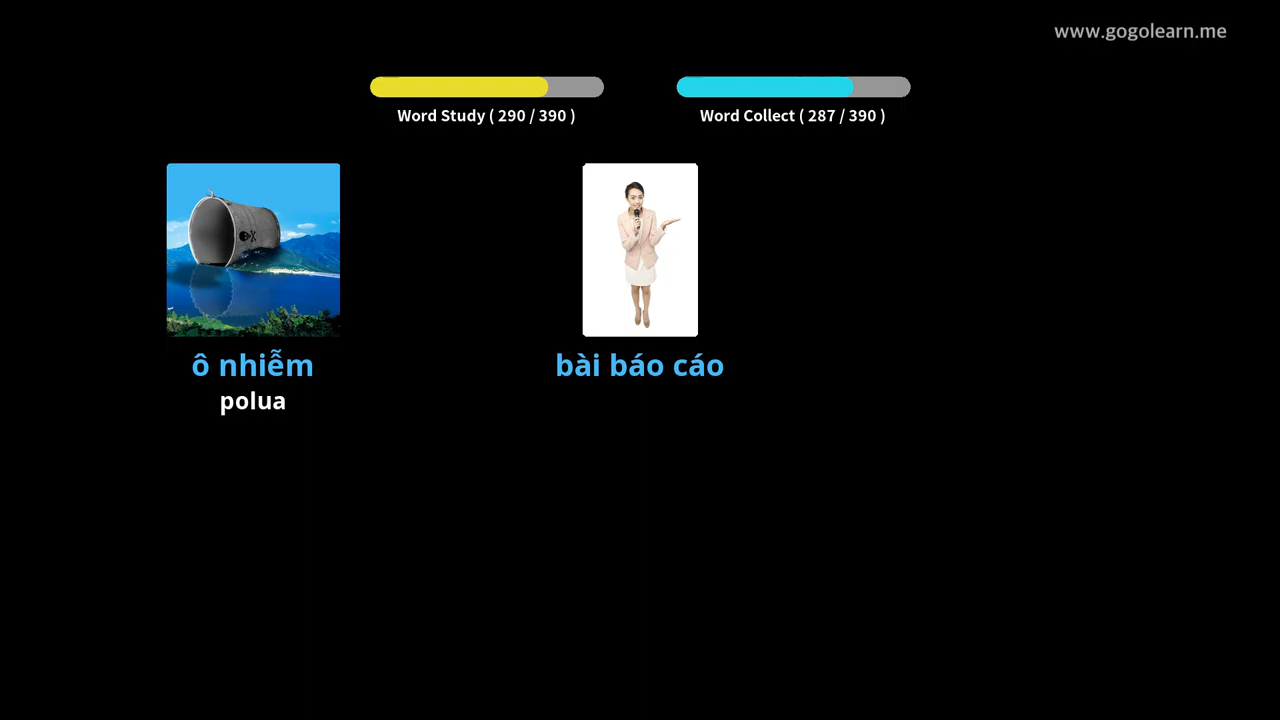 www.gogolearn.me
Word Study ( 290 / 390 )
Word Collect ( 287 / 390 )
ô nhiễm
polua
bài báo cáo